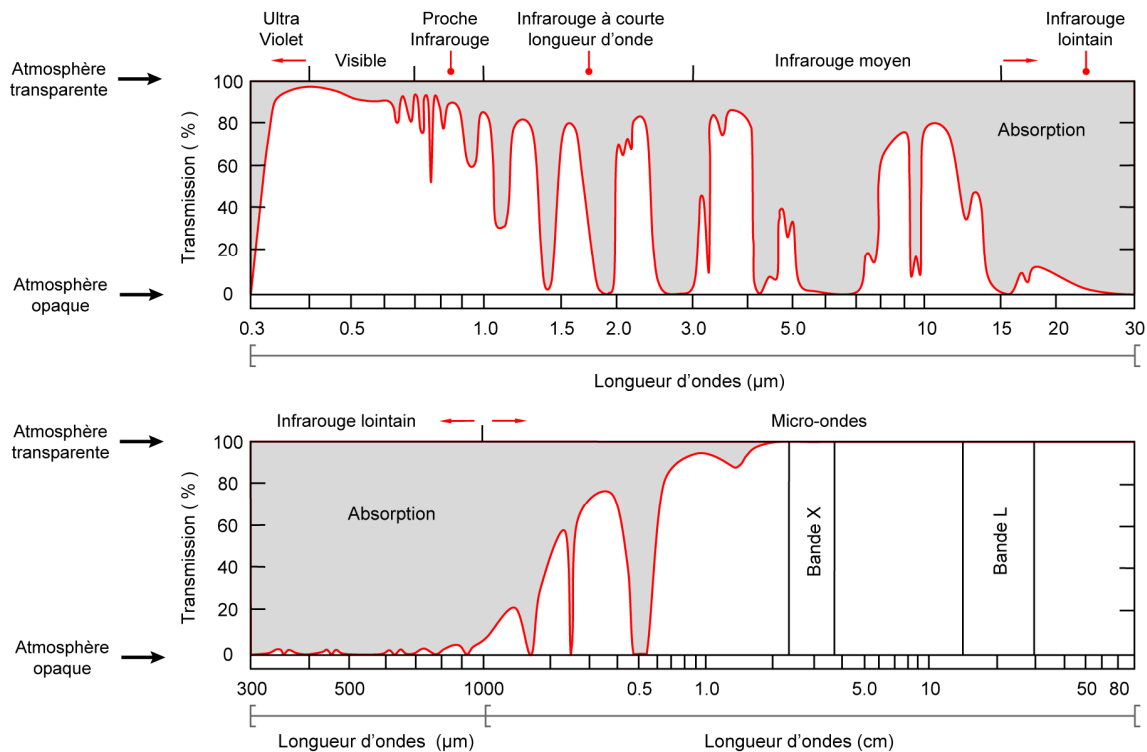 Ultra
Violet
Visible
Proche
Infrarouge
Infrarouge à courte
longueur d'onde
Infrarouge moyen
Infrarouge
lointain
Atmosphère
transparente
Atmosphère
opaque
Transmission ( % )
100
80
60
40
20
0
Absorption
0.3 0.5 1.0 1.5 2.0 3.0 5.0 10 15 20 30
Longueur d'ondes (µm)
Infrarouge lointain
Micro-ondes
Atmosphère
transparente
Atmosphère
opaque
Transmission ( % )
100
80
60
40
20
0
Absorption
Bande X
Bande L
300 500 1000 0.5 1.0 5.0 10 50 80
Longueur d'ondes (µm)
Longueur d'ondes (cm)